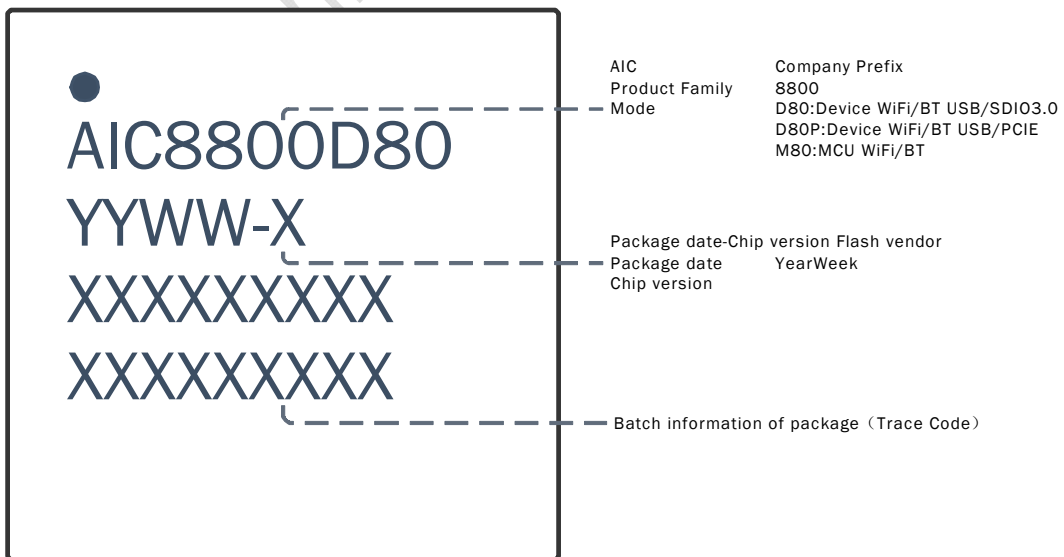 AIC8800D80
YYWW-X
XXXXXXXXX
XXXXXXXXX
AIC Company Prefix
Product Family 8800
Mode D80:Device WiFi/BT USB/SDIO3.0
D80P:Device WiFi/BT USB/PCIE
M80:MCU WiFi/BT
Package date-Chip version Flash vendor
Package date YearWeek
Chip version
Batch information of package（Trace Code）